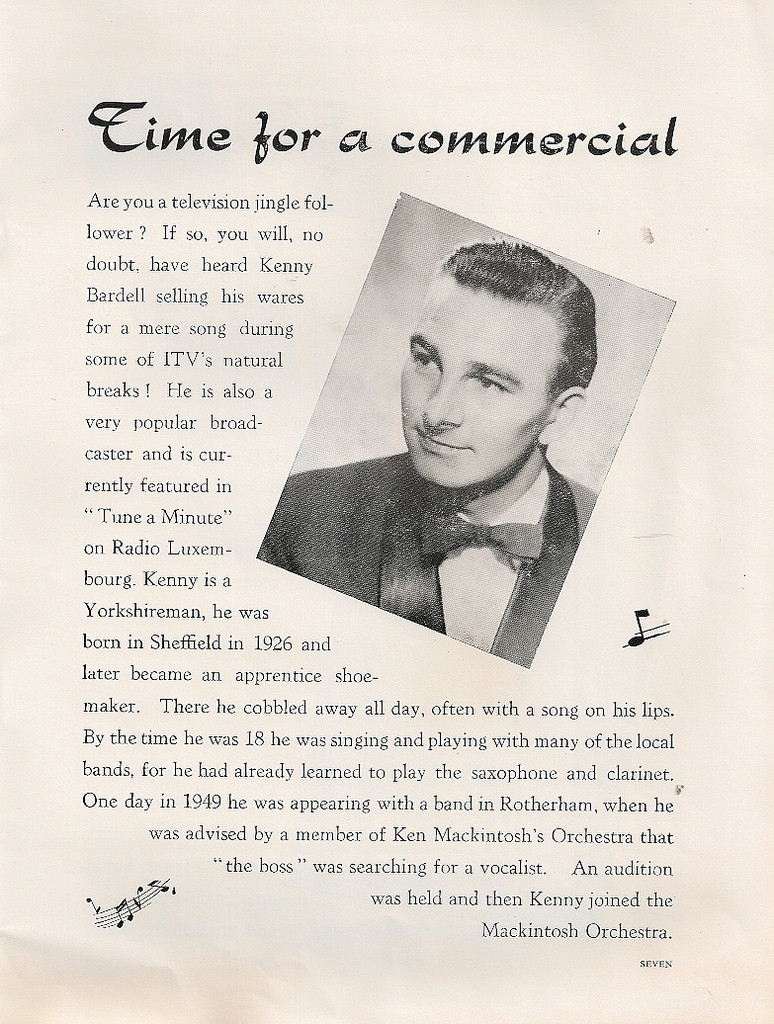 Time for a commercial
Are you a television jingle fol-
lower ? If so, you will, no
doubt, have heard Kenny
Bardell selling his wares
for a mere song during
some of ITV's natural
breaks ! He is also a
very popular broad-
caster and is cur-
rently featured in
“ Tune a Minute”
on Radio Luxem-
bourg. Kenny is a
Yorkshireman, he was
born in Sheffield in 1926 and
later became an apprentice shoe-
maker. There he cobbled away all day, often with a song on his lips.
By the time he was 18 he was singing and playing with many of the local
bands, for he had already learned to play the saxophone and clarinet.
One day in 1949 he was appearing with a band in Rotherham, when he
was advised by a member of Ken Mackintosh's Orchestra that
“the boss” was searching for a vocalist. An audition
was held and then Kenny joined the
Mackintosh Orchestra.
SEVEN